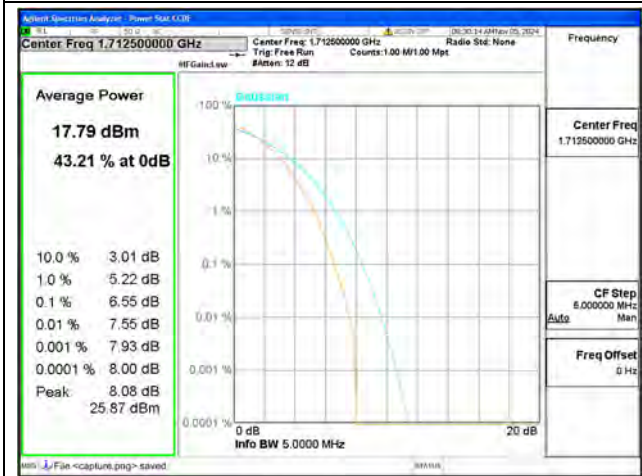 Agilent Spectrum Analyzer - Power Stat CCDF
Center Freq 1.712500000 GHz
Center Freq: 1.712500000 GHz
Radio Std: None
Trig: Free Run
Counts:1.00 M/1.00 Mpt
#IFGain:Low
#Atten: 12 dB
Average Power
17.79 dBm
43.21 % at 0dB
10.0 % 3.01 dB
1.0 % 5.22 dB
0.1 % 6.55 dB
0.01 % 7.55 dB
0.001 % 7.93 dB
0.0001 % 8.00 dB
Peak 8.08 dB
25.87 dBm
Gaussian
100 %
10 %
1 %
0.1 %
0.01 %
0.001 %
0.0001 %
0 dB
20 dB
Info BW 5.0000 MHz
Frequency
Center Freq
1.712500000 GHz
CF Step
6.000000 MHz
Auto Man
Freq Offset
0 Hz
MSG File <capture.png> saved
STATUS